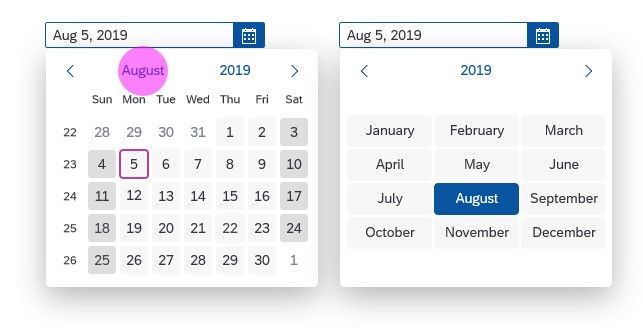 Aug 5, 2019
August 2019
Sun Mon Tue Wed Thu Fri Sat
22 28 29 30 31 1 2 3
23 4 5 6 7 8 9 10
24 11 12 13 14 15 16 17
25 18 19 20 21 22 23 24
26 25 26 27 28 29 30 1
Aug 5, 2019
2019
January February March
April May June
July August September
October November December